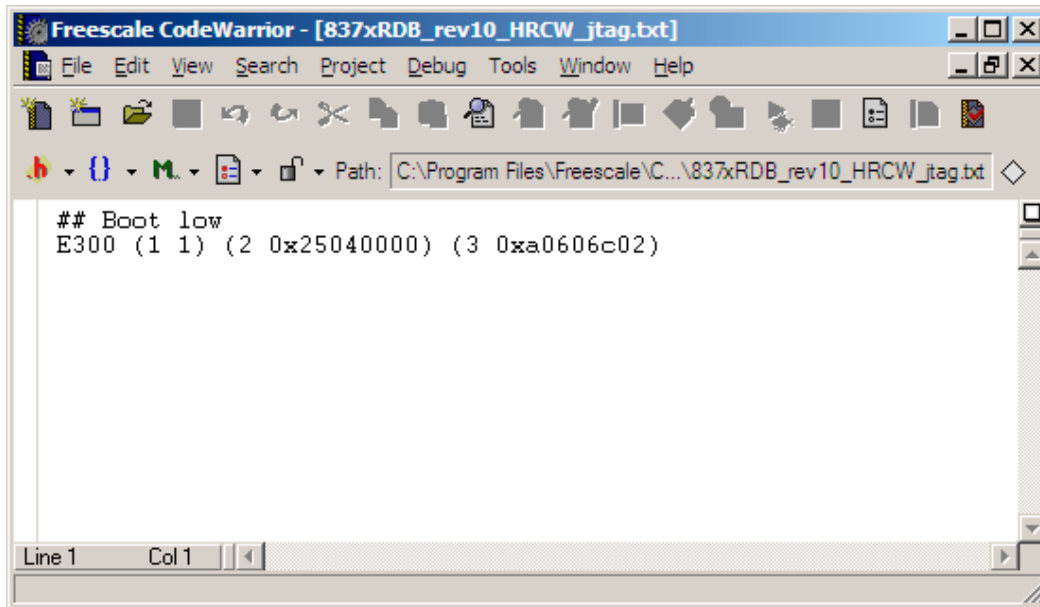 Freescale CodeWarrior - [837xRDB_rev10_HRCW_jtag.txt]
File Edit View Search Project Debug Tools Window Help
.h {} M. Path: C:\Program Files\Freescale\C...\837xRDB_rev10_HRCW_jtag.txt
## Boot low
E300 (1 1) (2 0x25040000) (3 0xa0606c02)
Line 1 Col 1